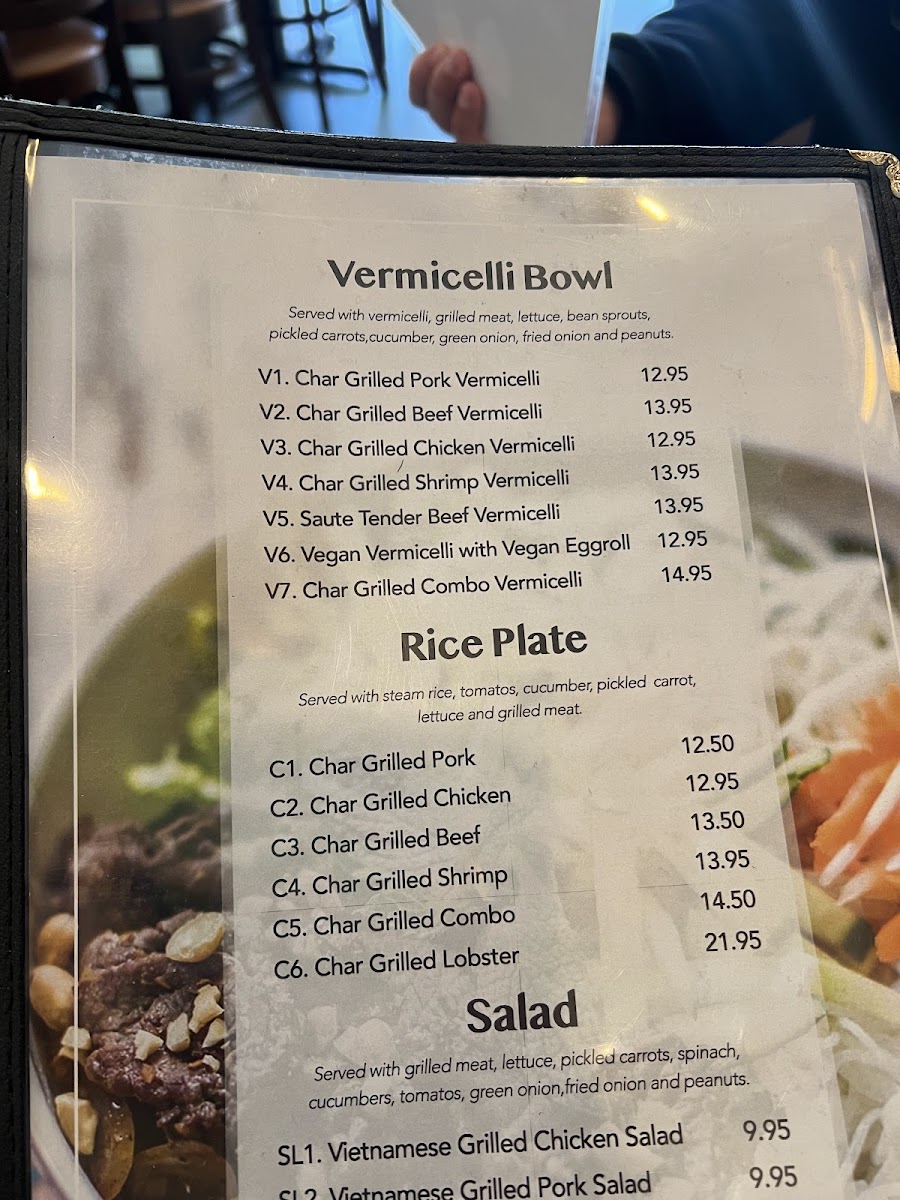 Vermicelli Bowl
Served with vermicelli, grilled meat, lettuce, bean sprouts,
pickled carrots,cucumber, green onion, fried onion and peanuts.
V1. Char Grilled Pork Vermicelli 12.95
V2. Char Grilled Beef Vermicelli 13.95
V3. Char Grilled Chicken Vermicelli 12.95
V4. Char Grilled Shrimp Vermicelli 13.95
V5. Saute Tender Beef Vermicelli 13.95
V6. Vegan Vermicelli with Vegan Eggroll 12.95
V7. Char Grilled Combo Vermicelli 14.95
Rice Plate
Served with steam rice, tomatos, cucumber, pickled carrot,
lettuce and grilled meat.
C1. Char Grilled Pork 12.50
C2. Char Grilled Chicken 12.95
C3. Char Grilled Beef 13.50
C4. Char Grilled Shrimp 13.95
C5. Char Grilled Combo 14.50
C6. Char Grilled Lobster 21.95
Salad
Served with grilled meat, lettuce, pickled carrots, spinach,
cucumbers, tomatos, green onion,fried onion and peanuts.
SL1. Vietnamese Grilled Chicken Salad 9.95
SL2. Vietnamese Grilled Pork Salad 9.95